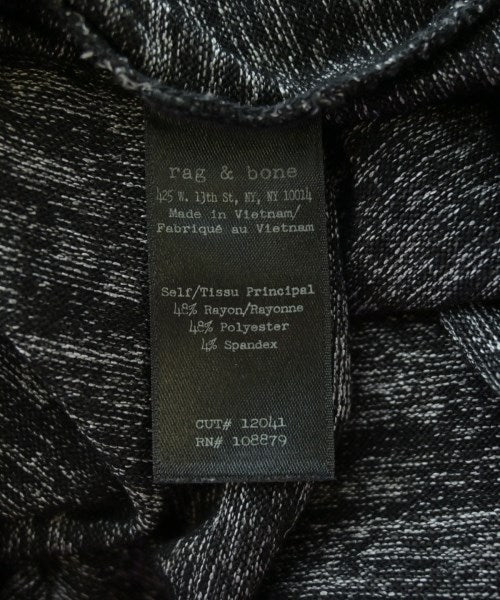 rag & bone
425 W. 13th St, NY, NY 10014
Made in Vietnam/
Fabriqué au Vietnam
Self/Tissu Principal
48% Rayon/Rayonne
48% Polyester
4% Spandex
CUT# 12041
RN# 108879